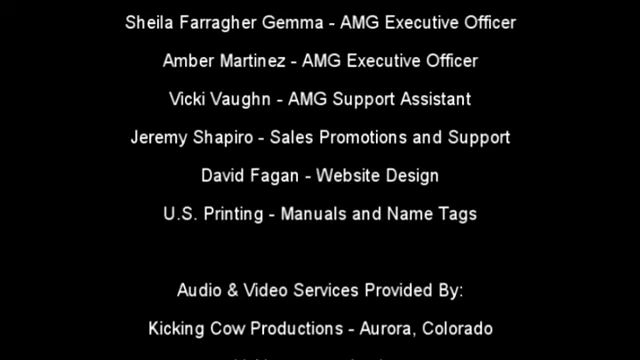 Sheila Farragher Gemma - AMG Executive Officer
Amber Martinez - AMG Executive Officer
Vicki Vaughn - AMG Support Assistant
Jeremy Shapiro - Sales Promotions and Support
David Fagan - Website Design
U.S. Printing - Manuals and Name Tags
Audio & Video Services Provided By:
Kicking Cow Productions - Aurora, Colorado